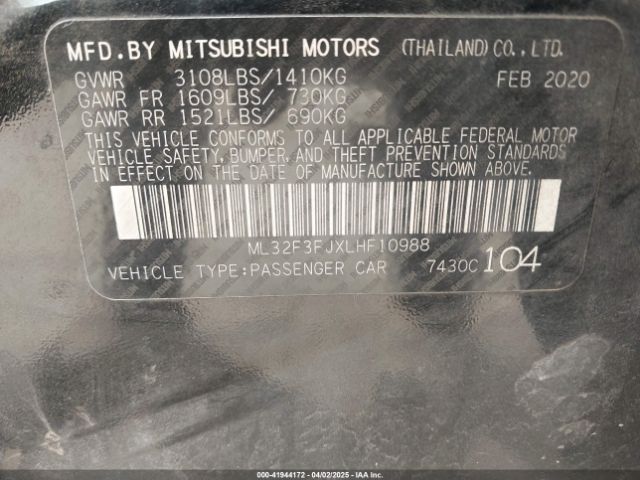 MFD.BY MITSUBISHI MOTORS (THAILAND)CO.,LTD.
GVWR 3108LBS/1410KG FEB 2020
GAWR FR 1609LBS/ 730KG
GAWR RR 1521LBS/ 690KG
THIS VEHICLE CONFORMS TO ALL APPLICABLE FEDERAL MOTOR
VEHICLE SAFETY, BUMPER, AND THEFT PREVENTION STANDARDS
IN EFFECT ON THE DATE OF MANUFACTURE SHOWN ABOVE.
ML32F3FJXLHF10988
VEHICLE TYPE:PASSENGER CAR 7430C 104
000-41944172 - 04/02/2025 - IAAI.COM